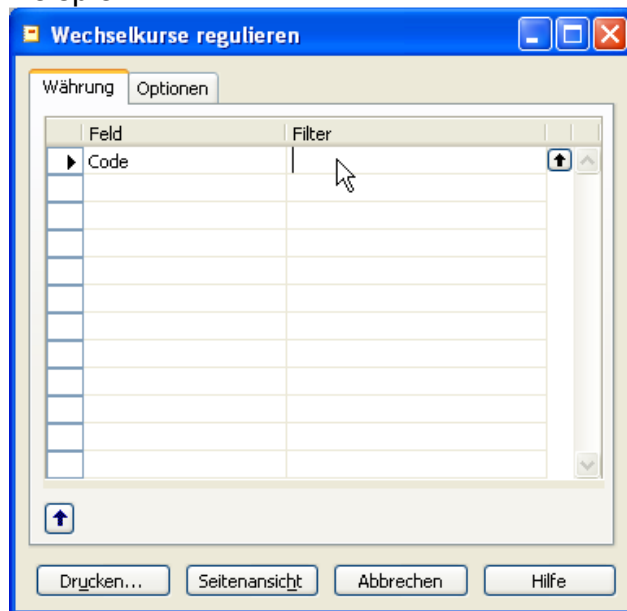 Wechselkurse regulieren
Währung Optionen
Feld Filter
Code
Drucken... Seitenansicht Abbrechen Hilfe